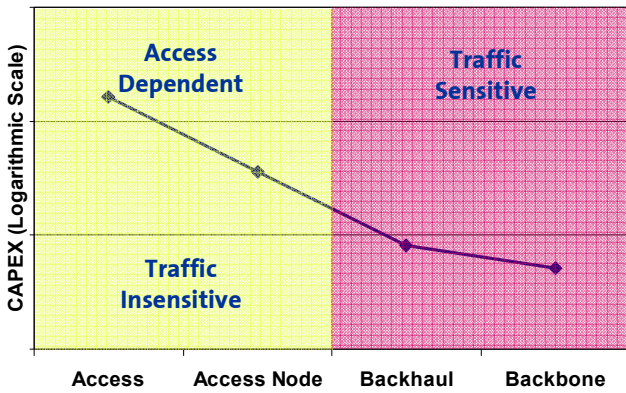 CAPEX (Logarithmic Scale)
Access
Dependent
Traffic
Sensitive
Traffic
Insensitive
Access
Access Node
Backhaul
Backbone